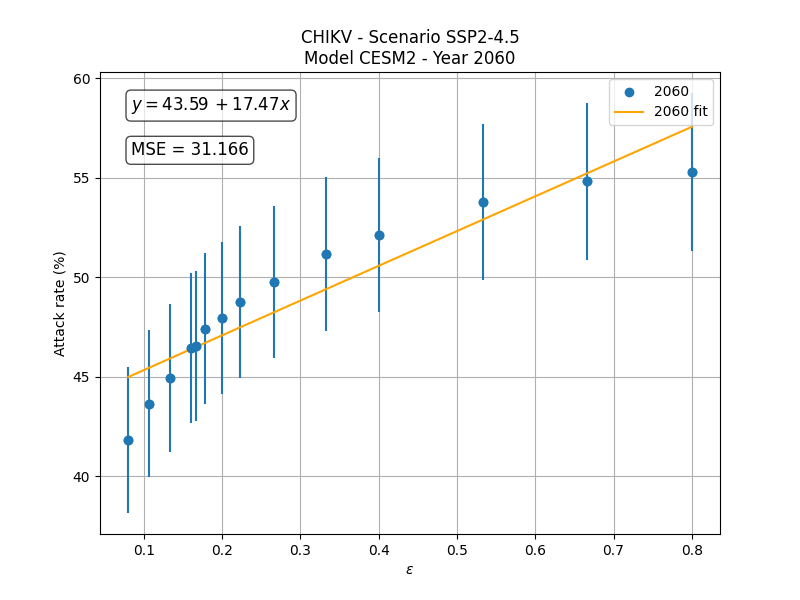 CHIKV - Scenario SSP2-4.5
Model CESM2 - Year 2060
y = 43.59 + 17.47x
MSE = 31.166
2060
2060 fit
60
55
50
45
40
Attack rate (%)
0.1 0.2 0.3 0.4 0.5 0.6 0.7 0.8
ε